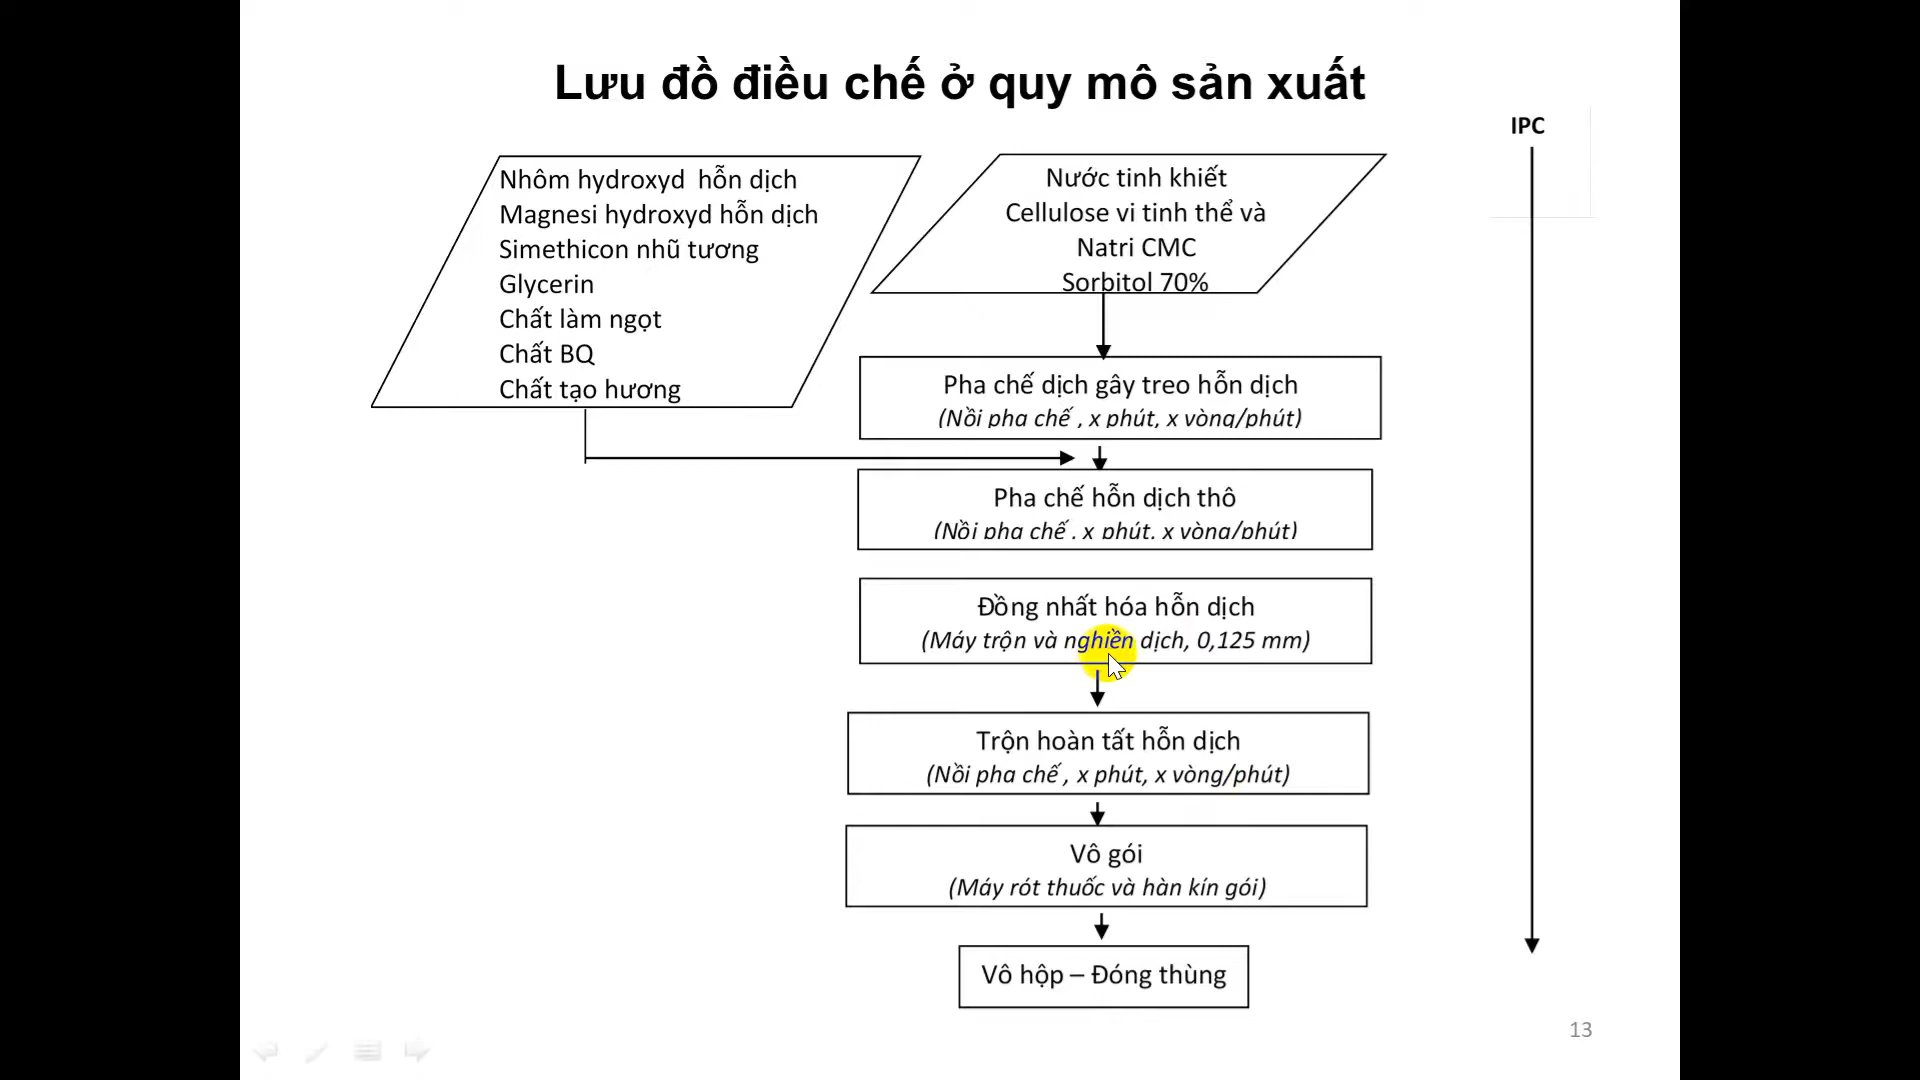 Lưu đồ điều chế ở quy mô sản xuất
IPC
Nhôm hydroxyd hỗn dịch
Magnesi hydroxyd hỗn dịch
Simethicon nhũ tương
Glycerin
Chất làm ngọt
Chất BQ
Chất tạo hương
Nước tinh khiết
Cellulose vi tinh thể và
Natri CMC
Sorbitol 70%
Pha chế dịch gây treo hỗn dịch
(Nồi pha chế , x phút, x vòng/phút)
Pha chế hỗn dịch thô
(Nồi pha chế , x phút, x vòng/phút)
Đồng nhất hóa hỗn dịch
(Máy trộn và nghiền dịch, 0,125 mm)
Trộn hoàn tất hỗn dịch
(Nồi pha chế , x phút, x vòng/phút)
Vô gói
(Máy rót thuốc và hàn kín gói)
Vô hộp – Đóng thùng
13